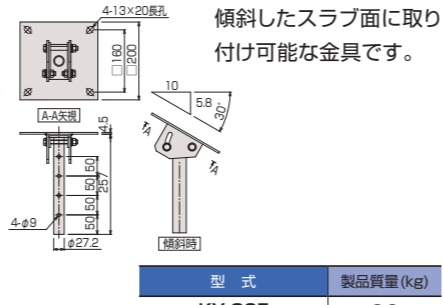 4-13×20長孔
□160
□200
傾斜したスラブ面に取り
付け可能な金具です。
A-A矢視
10
5.8
30°
A
A
4.5
50
50
50
50
257
4-φ9
φ27.2
傾斜時
型 式
製品質量(kg)